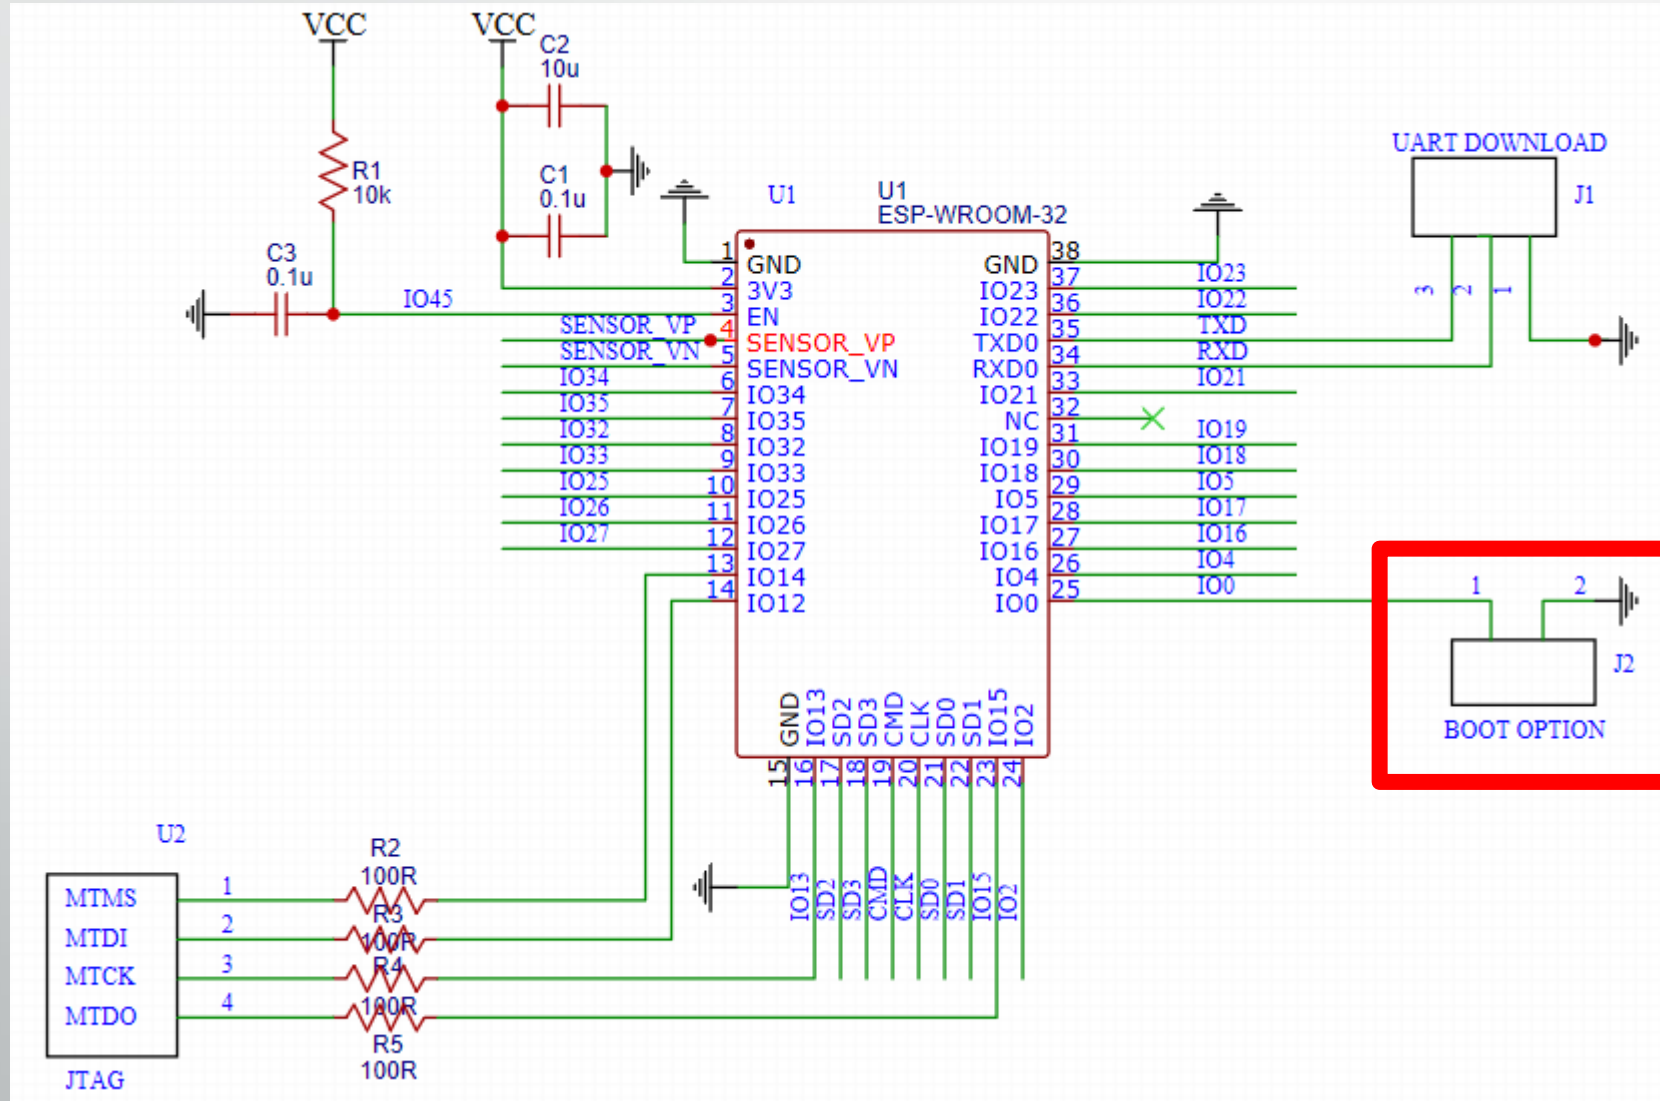 VCC
VCC
C2
10u
R1
10k
C1
0.1u
C3
0.1u
IO45
U1
U1
ESP-WROOM-32
UART DOWNLOAD
J1
3
2
1
1
GND
2
3V3
3
EN
SENSOR_VP
4
SENSOR_VP
SENSOR_VN
5
SENSOR_VN
IO34
6
IO34
IO35
7
IO35
IO32
8
IO32
IO33
9
IO33
IO25
10
IO25
IO26
11
IO26
IO27
12
IO27
13
IO14
14
IO12
GND
38
IO23
37
IO23
IO22
36
IO22
TXD0
35
TXD
RXD0
34
RXD
IO21
33
IO21
NC
32
IO19
31
IO19
IO18
30
IO18
IO5
29
IO5
IO17
28
IO17
IO16
27
IO16
IO4
26
IO4
IO0
25
IO0
1
2
J2
BOOT OPTION
GND
IO13
SD2
SD3
CMD
CLK
SD0
SD1
IO15
IO2
15
16
17
18
19
20
21
22
23
24
IO13
SD2
SD3
CMD
CLK
SD0
SD1
IO15
IO2
U2
MTMS
1
MTDI
2
MTCK
3
MTDO
4
JTAG
R2
100R
R3
100R
R4
100R
R5
100R